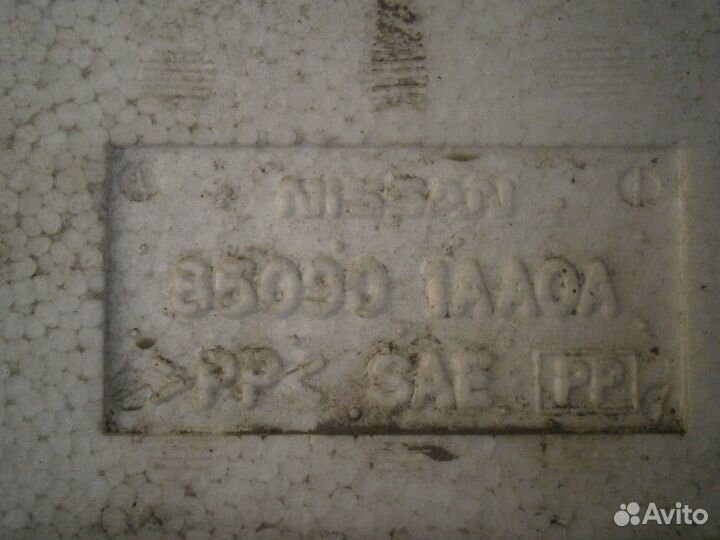 NISSAN
85090 1AA0A
>PP< SAE PP
Avito